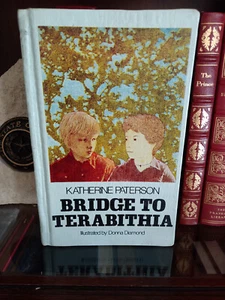 KATHERINE PATERSON
BRIDGE TO
TERABITHIA
Illustrated by Donna Diamond
The
Prince